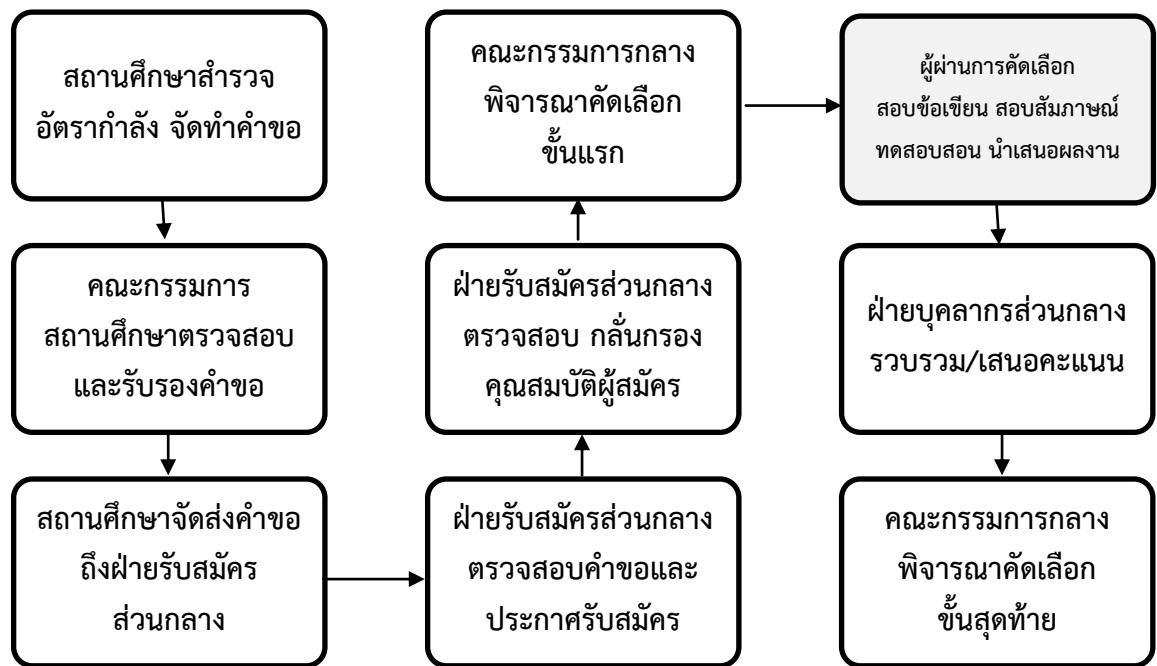 สถานศึกษาสำรวจ
อัตรากำลัง จัดทำคำขอ
คณะกรรมการ
สถานศึกษาตรวจสอบ
และรับรองคำขอ
สถานศึกษาจัดส่งคำขอ
ถึงฝ่ายรับสมัคร
ส่วนกลาง
ฝ่ายรับสมัครส่วนกลาง
ตรวจสอบคำขอและ
ประกาศรับสมัคร
ฝ่ายรับสมัครส่วนกลาง
ตรวจสอบ กลั่นกรอง
คุณสมบัติผู้สมัคร
คณะกรรมการกลาง
พิจารณาคัดเลือก
ขั้นแรก
ผู้ผ่านการคัดเลือก
สอบข้อเขียน สอบสัมภาษณ์
ทดสอบสอน นำเสนอผลงาน
ฝ่ายบุคลากรส่วนกลาง
รวบรวม/เสนอคะแนน
คณะกรรมการกลาง
พิจารณาคัดเลือก
ขั้นสุดท้าย